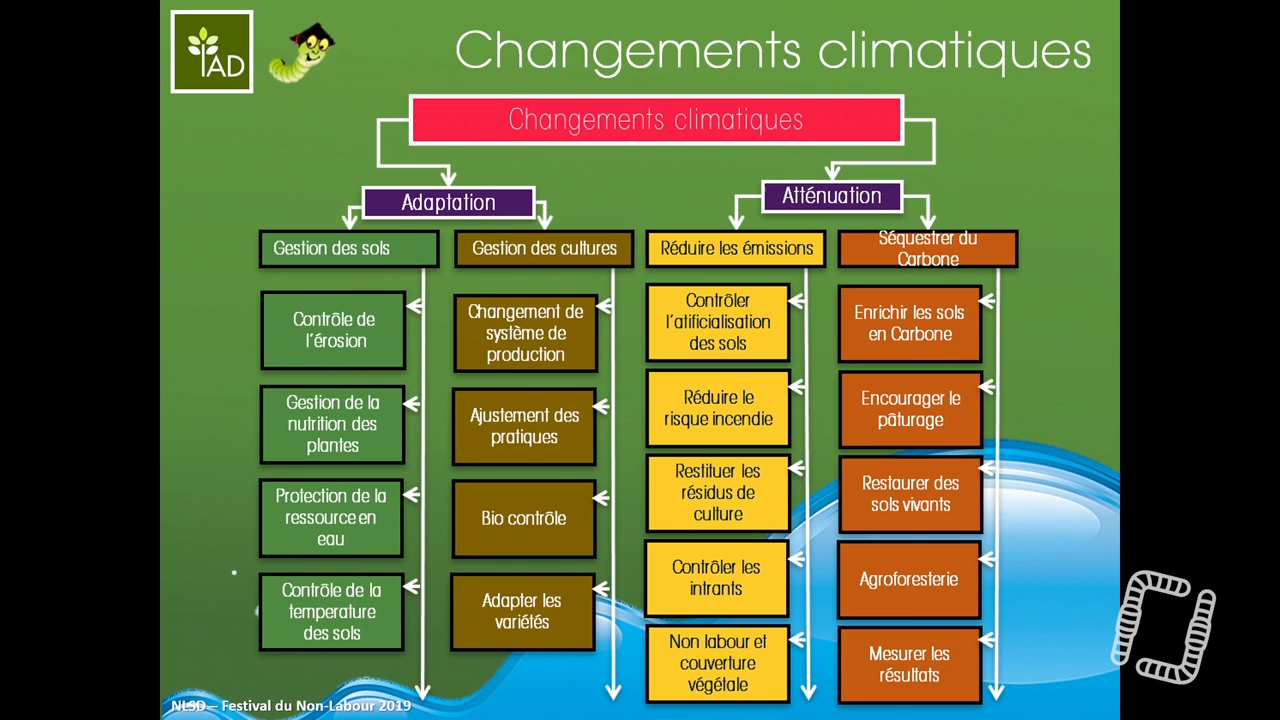 IAD
Changements climatiques
Changements climatiques
Adaptation
Atténuation
Gestion des sols
Gestion des cultures
Réduire les émissions
Séquestrer du
Carbone
Contrôle de
l'érosion
Gestion de la
nutrition des
plantes
Protection de la
ressource en
eau
Contrôle de la
temperature
des sols
Changement de
système de
production
Ajustement des
pratiques
Bio contrôle
Adapter les
variétés
Contrôler
l'atificialisation
des sols
Réduire le
risque incendie
Restituer les
résidus de
culture
Contrôler les
intrants
Non labour et
couverture
végétale
Enrichir les sols
en Carbone
Encourager le
pâturage
Restaurer des
sols vivants
Agroforesterie
Mesurer les
résultats
NLSD – Festival du Non-Labour 2019